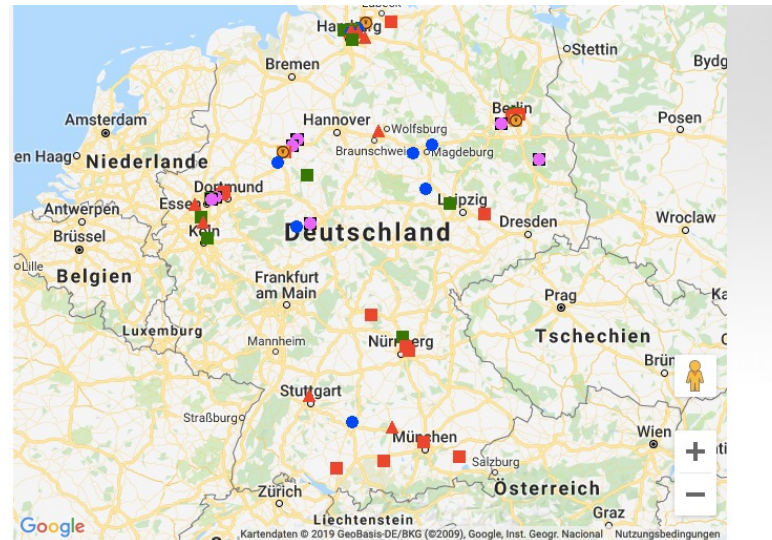 Lübeck
Hamburg
Stettin
Bremen
Bydg
Berlin
Amsterdam
Hannover
Wolfsburg
Posen
en Haag
Niederlande
Braunschweig
Magdeburg
Dortmund
Essen
Leipzig
Antwerpen
Dresden
Wroclaw
Brüssel
Köln
Deutschland
Lille
Belgien
Frankfurt
am Main
Prag
Ka
Luxemburg
Mannheim
Nürnberg
Tschechien
Brün
Stuttgart
Straßburg
München
Wien
Salzburg
Zürich
Österreich
Liechtenstein
Graz
Google
Kartendaten © 2019 GeoBasis-DE/BKG (©2009), Google, Inst. Geogr. Nacional
Nutzungsbedingungen